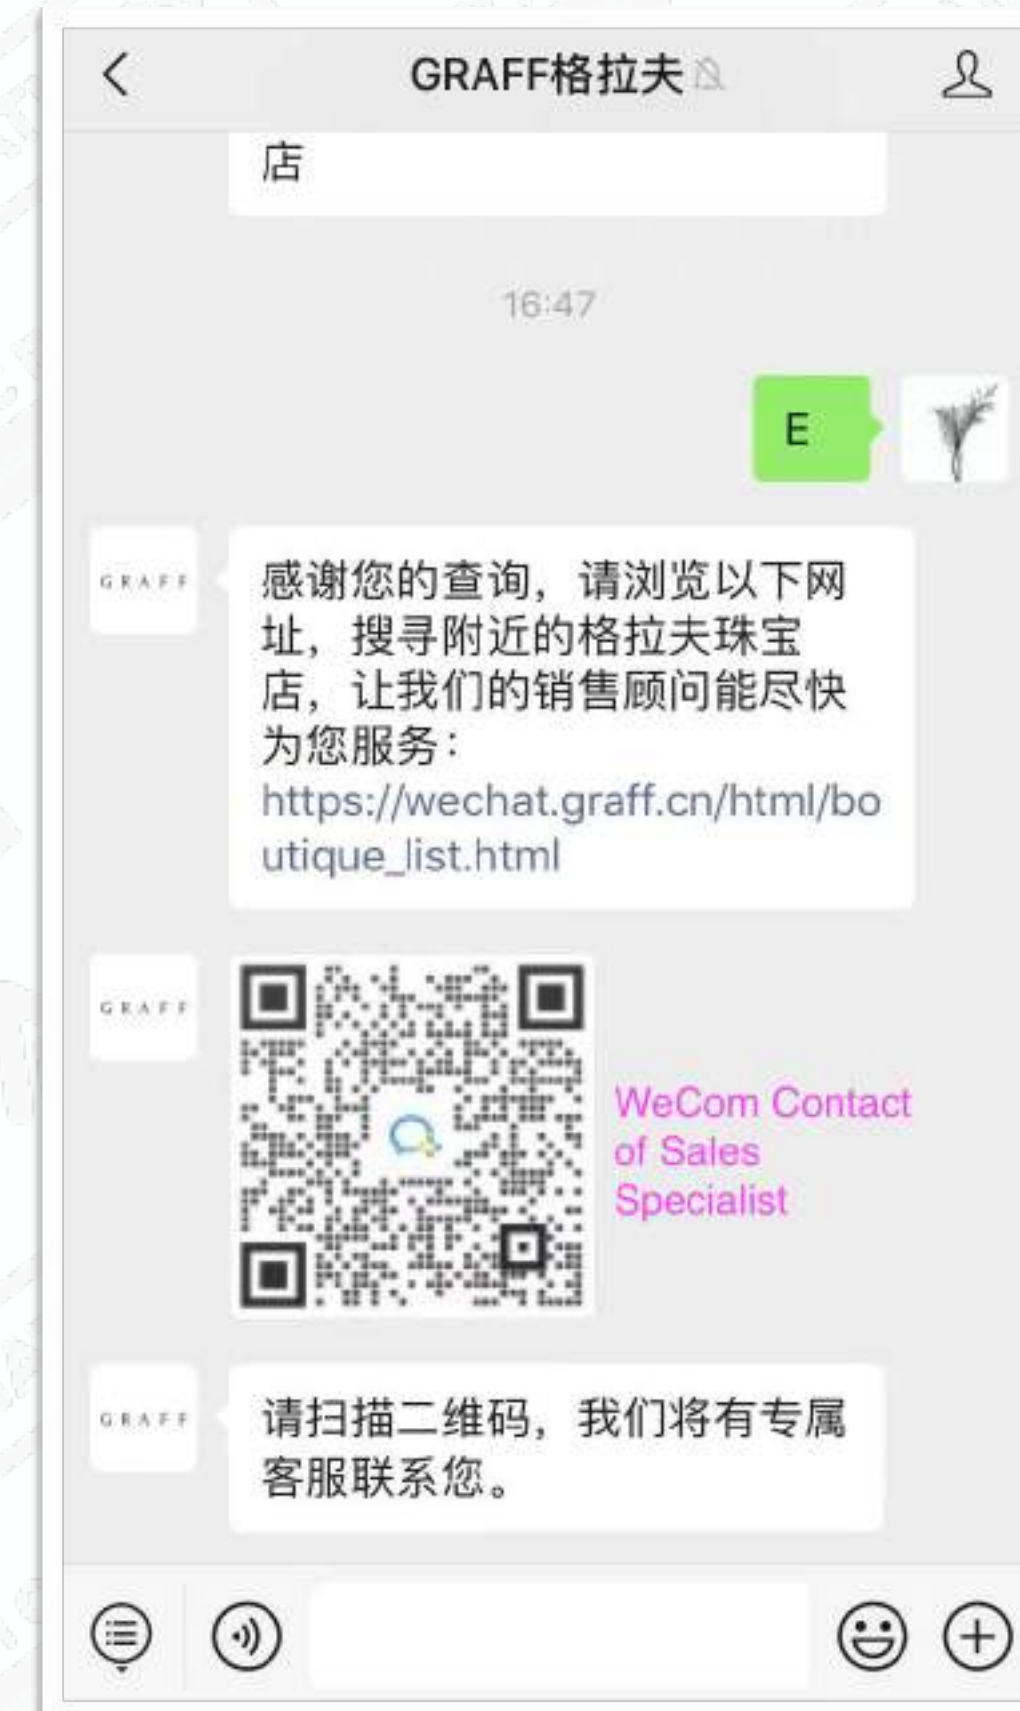 GRAFF格拉夫
店
16:47
E
GRAFF
感谢您的查询，请浏览以下网
址，搜寻附近的格拉夫珠宝
店，让我们的销售顾问能尽快
为您服务：
https://wechat.graff.cn/html/bo
utique_list.html
GRAFF
WeCom Contact
of Sales
Specialist
GRAFF
请扫描二维码，我们将有专属
客服联系您。